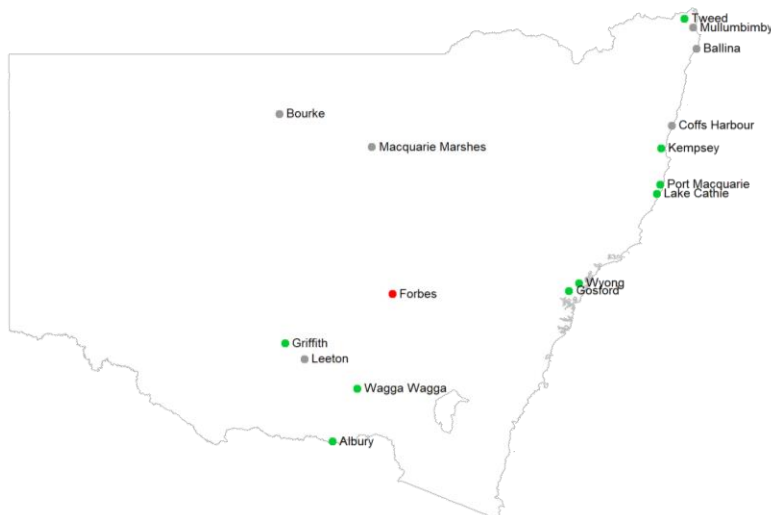 Tweed
Mullumbimby
Ballina
Bourke
Coffs Harbour
Macquarie Marshes
Kempsey
Port Macquarie
Lake Cathie
Wyong
Gosford
Forbes
Griffith
Leeton
Wagga Wagga
Albury